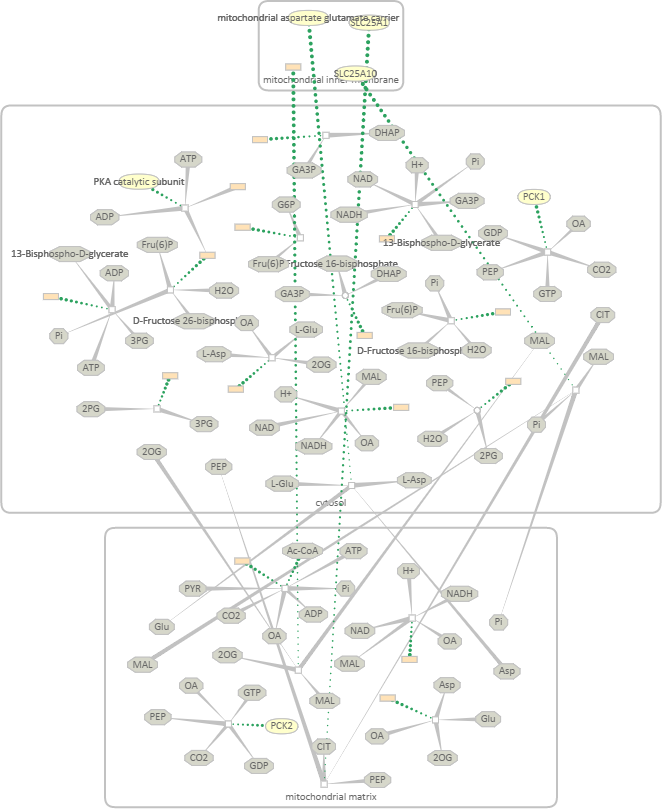 mitochondrial aspartate glutamate carrier
SLC25A1
SLC25A10
mitochondrial inner membrane
DHAP
ATP
GA3P
H+
Pi
PKA catalytic subunit
NAD
PCK1
G6P
GA3P
ADP
NADH
OA
GDP
Fru(6)P
13-Bisphospho-D-glycerate
13-Bisphospho-D-glycerate
Fru(6)P
Fructose 16-bisphosphate
PEP
CO2
ADP
DHAP
H2O
GA3P
Pi
GTP
Fru(6)P
CIT
D-Fructose 26-bisphospl
OA
L-Glu
Pi
3PG
MAL
L-Asp
D-Fructose 16-bisphospl
H2O
MAL
ATP
2OG
MAL
PEP
H+
2PG
3PG
NAD
Pi
NADH
OA
H2O
2OG
2PG
PEP
L-Glu
L-Asp
cytosol
Ac-CoA
ATP
H+
PYR
Pi
NADH
CO2
ADP
Glu
NAD
Pi
OA
OA
2OG
MAL
MAL
Asp
OA
GTP
MAL
Asp
PEP
PCK2
Glu
OA
CIT
CO2
GDP
2OG
PEP
mitochondrial matrix